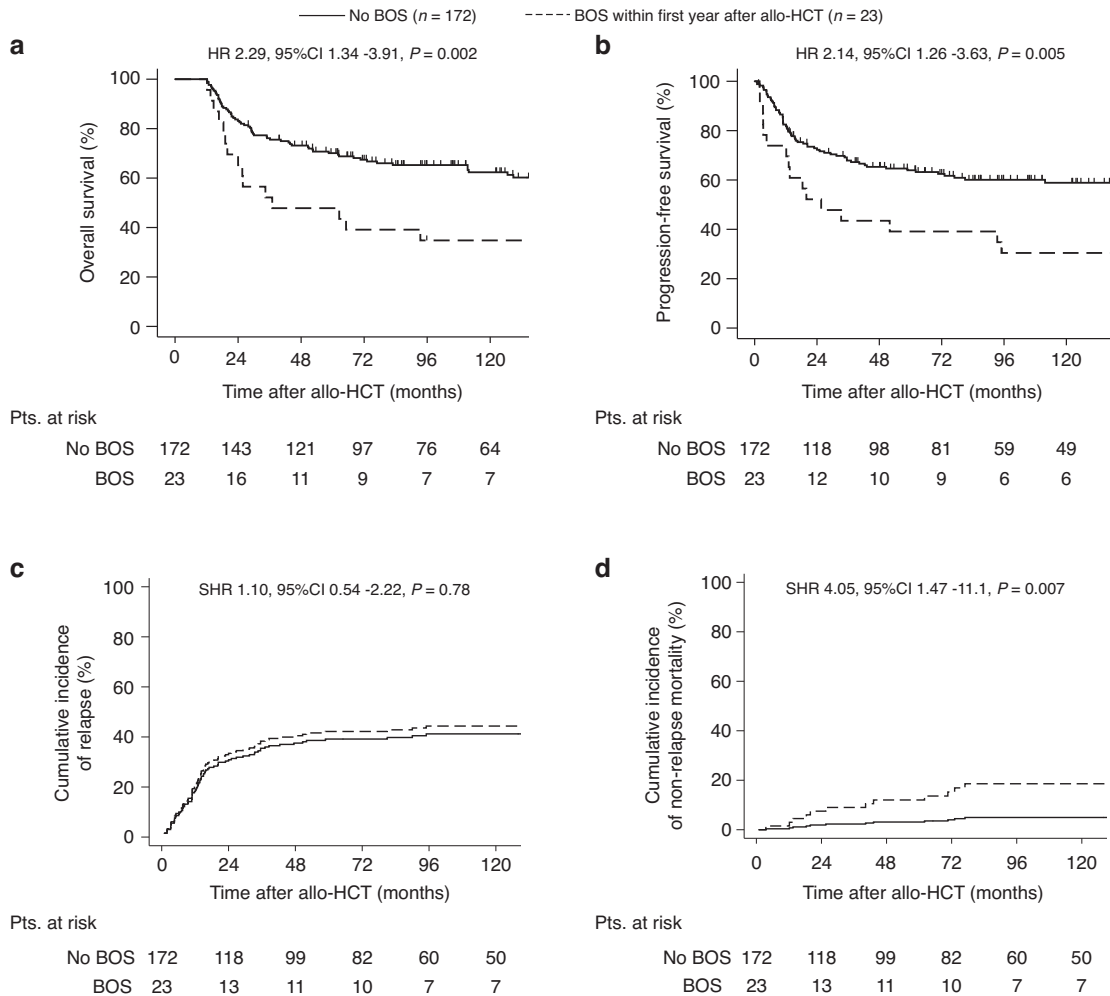 No BOS (n = 172) BOS within first year after allo-HCT (n = 23)
a
HR 2.29, 95%CI 1.34 -3.91, P = 0.002
Overall survival (%)
100
80
60
40
20
0
0 24 48 72 96 120
Time after allo-HCT (months)
Pts. at risk
No BOS 172 143 121 97 76 64
BOS 23 16 11 9 7 7
b
HR 2.14, 95%CI 1.26 -3.63, P = 0.005
Progression-free survival (%)
100
80
60
40
20
0
0 24 48 72 96 120
Time after allo-HCT (months)
Pts. at risk
No BOS 172 118 98 81 59 49
BOS 23 12 10 9 6 6
c
SHR 1.10, 95%CI 0.54 -2.22, P = 0.78
Cumulative incidence
of relapse (%)
100
80
60
40
20
0
0 24 48 72 96 120
Time after allo-HCT (months)
Pts. at risk
No BOS 172 118 99 82 60 50
BOS 23 13 11 10 7 7
d
SHR 4.05, 95%CI 1.47 -11.1, P = 0.007
Cumulative incidence
of non-relapse mortality (%)
100
80
60
40
20
0
0 24 48 72 96 120
Time after allo-HCT (months)
Pts. at risk
No BOS 172 118 99 82 60 50
BOS 23 13 11 10 7 7